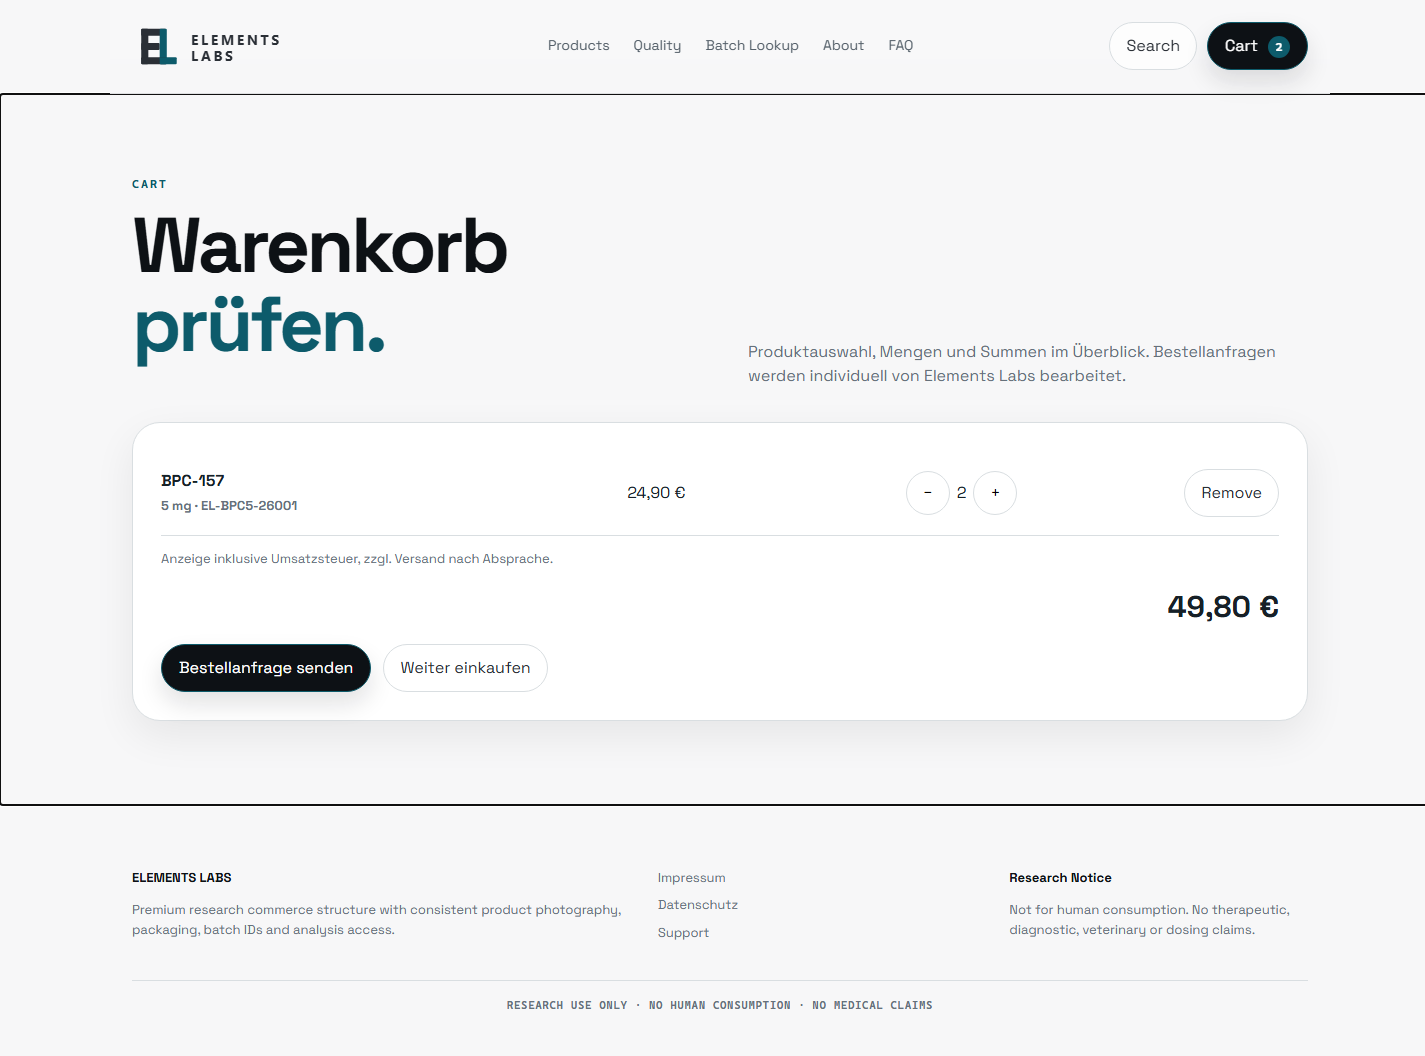 EL ELEMENTS
LABS
Products Quality Batch Lookup About FAQ
Search
Cart 2
CART
Warenkorb
prüfen.
Produktauswahl, Mengen und Summen im Überblick. Bestellanfragen
werden individuell von Elements Labs bearbeitet.
BPC-157
5 mg · EL-BPC5-26001
24,90 €
− 2 +
Remove
Anzeige inklusive Umsatzsteuer, zzgl. Versand nach Absprache.
49,80 €
Bestellanfrage senden
Weiter einkaufen
ELEMENTS LABS
Premium research commerce structure with consistent product photography,
packaging, batch IDs and analysis access.
Impressum
Datenschutz
Support
Research Notice
Not for human consumption. No therapeutic,
diagnostic, veterinary or dosing claims.
RESEARCH USE ONLY · NO HUMAN CONSUMPTION · NO MEDICAL CLAIMS